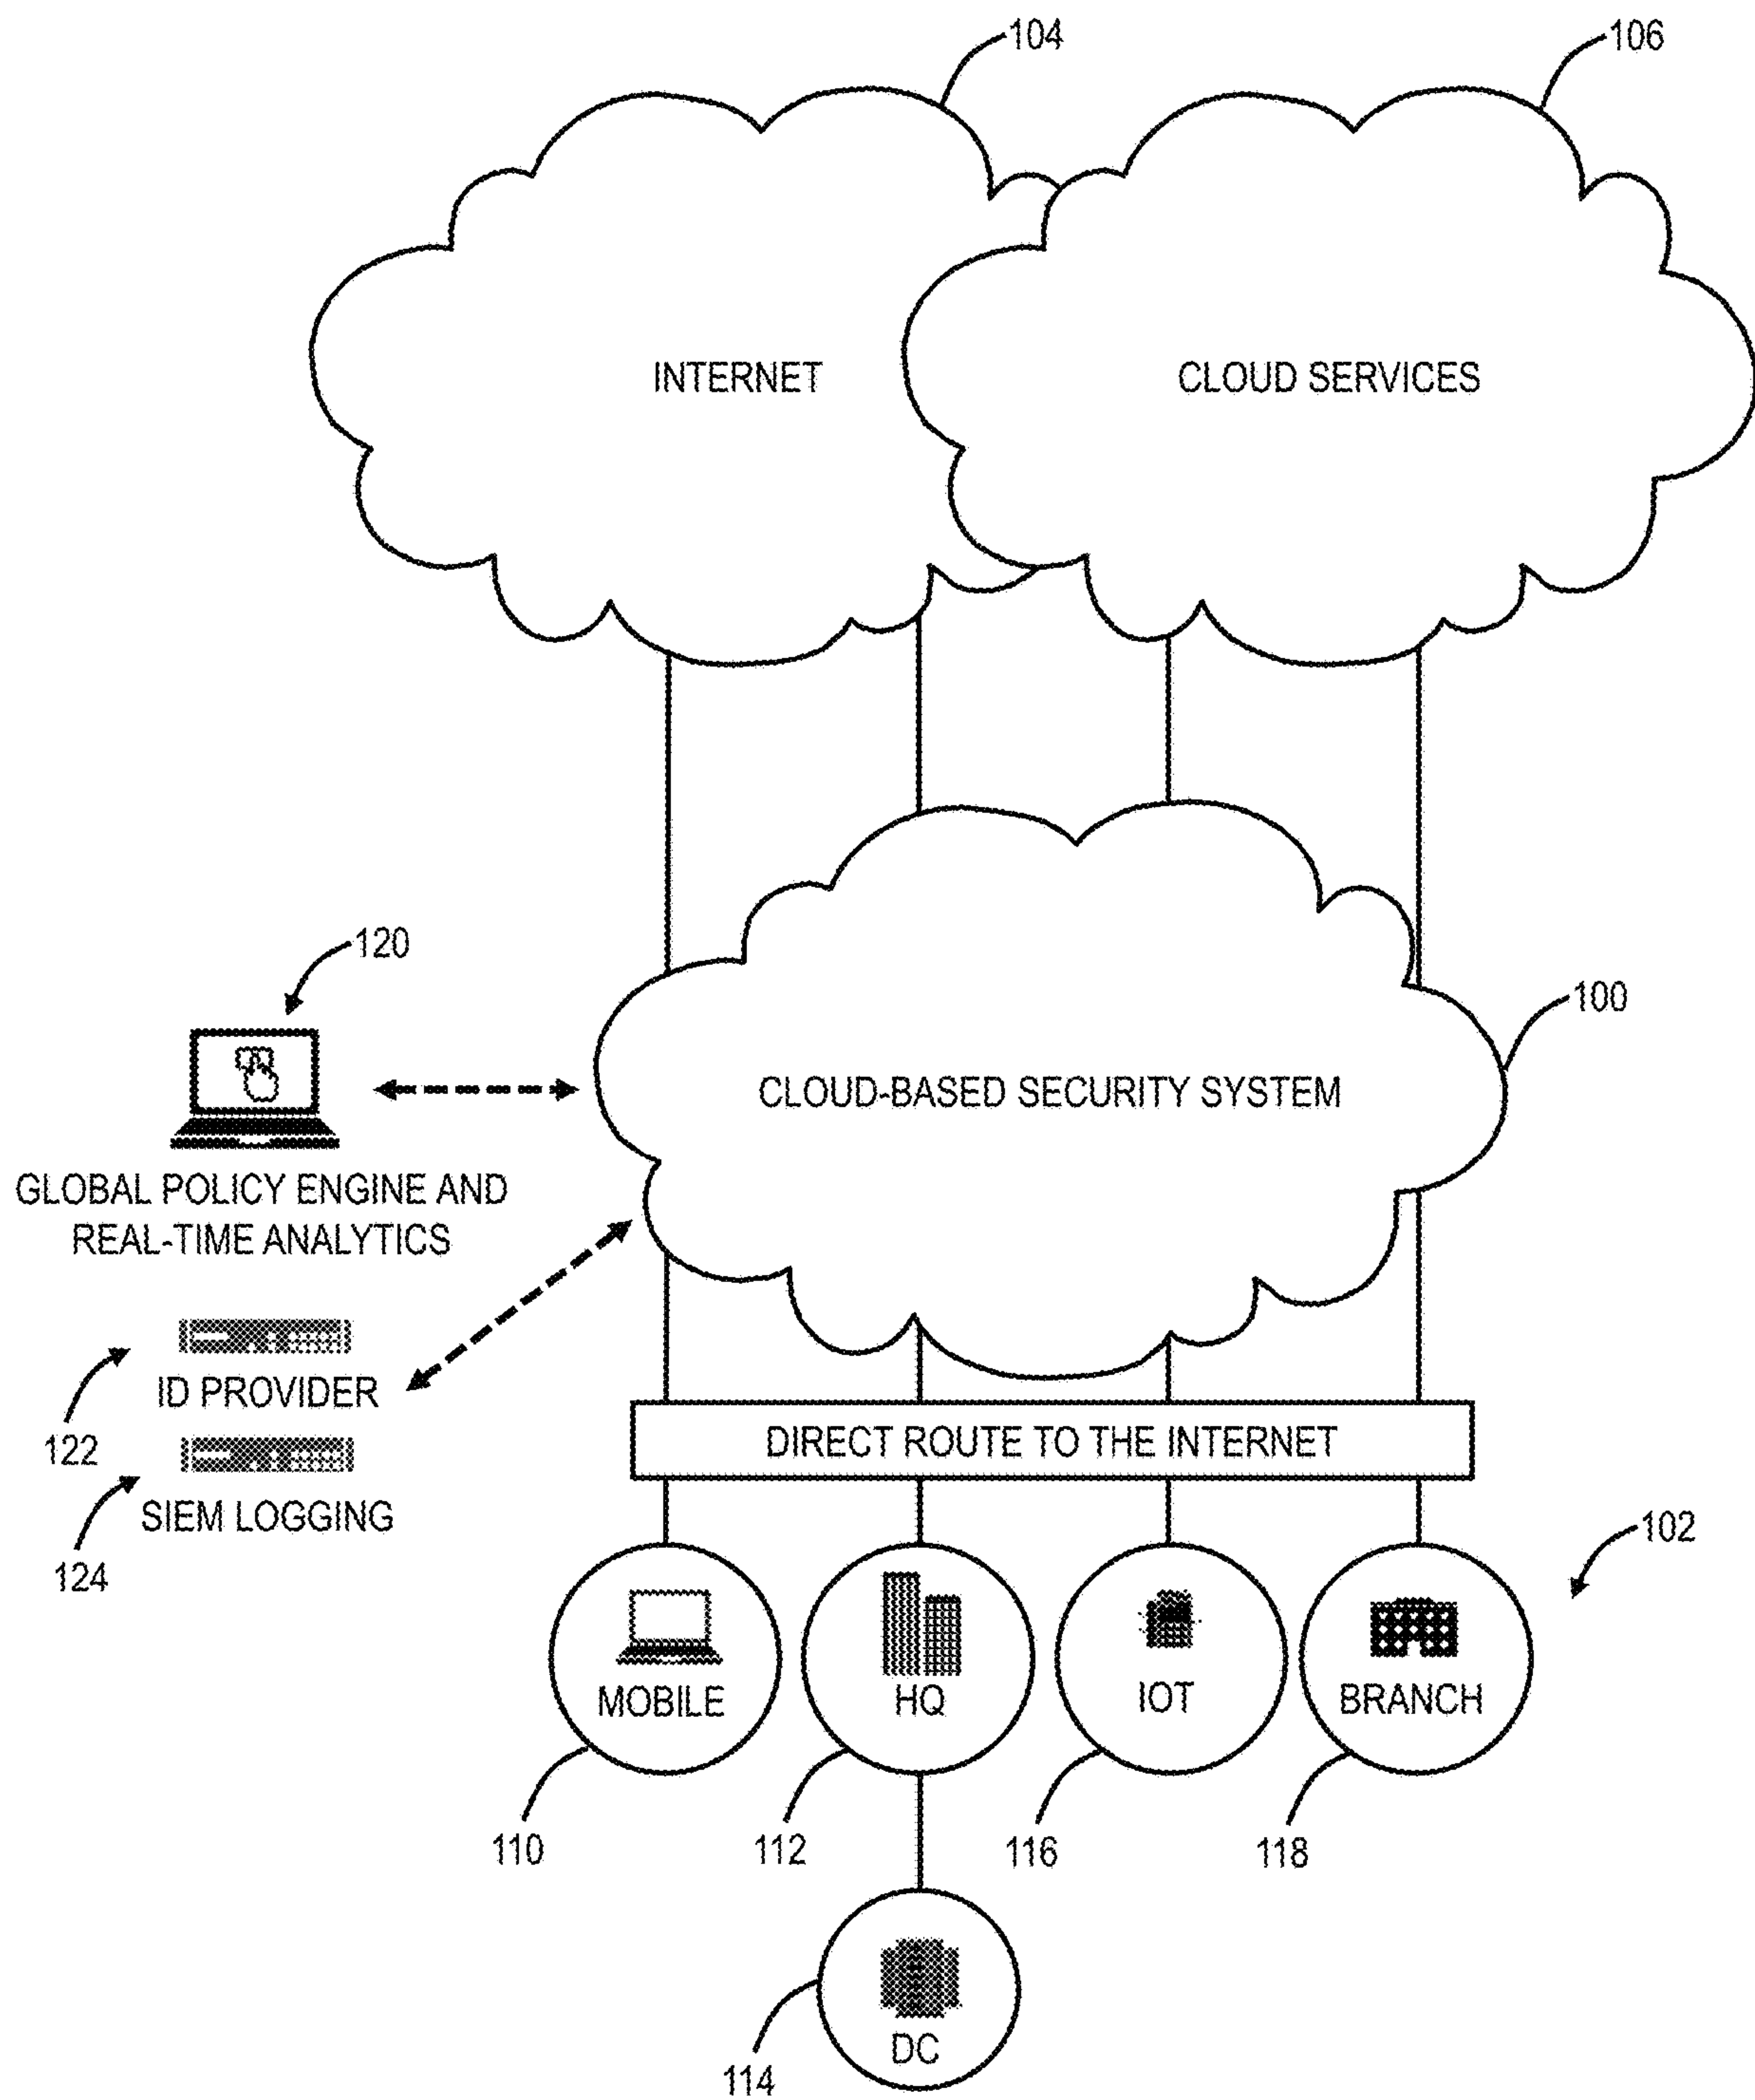 104
106
INTERNET
CLOUD SERVICES
120
100
CLOUD-BASED SECURITY SYSTEM
GLOBAL POLICY ENGINE AND
REAL-TIME ANALYTICS
ID PROVIDER
122
DIRECT ROUTE TO THE INTERNET
SIEM LOGGING
124
102
MOBILE
HQ
IOT
BRANCH
110
112
116
118
DC
114